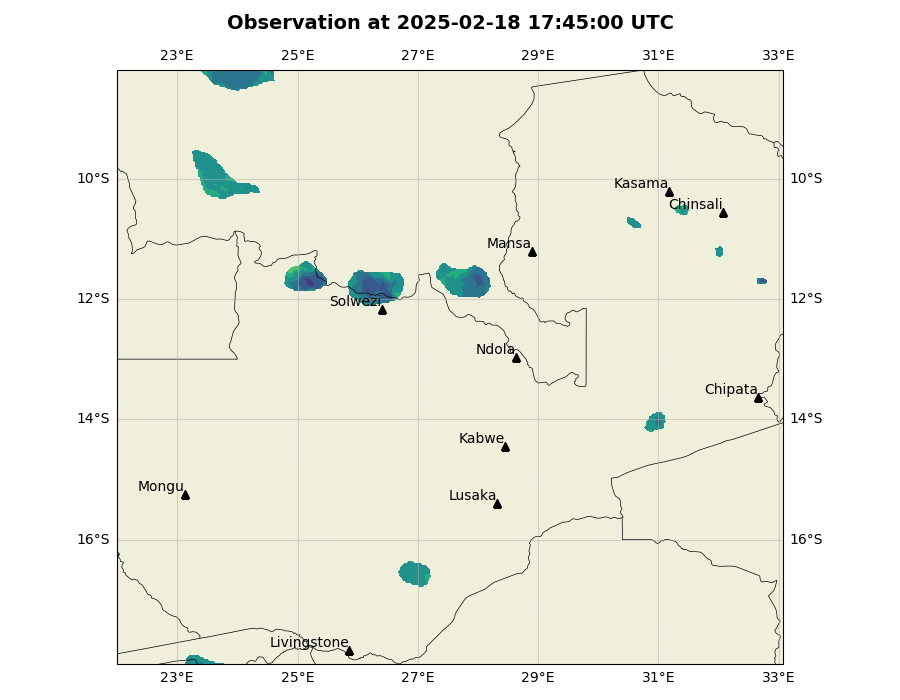 Observation at 2025-02-18 17:45:00 UTC
23°E 25°E 27°E 29°E 31°E 33°E
10°S 10°S
Kasama
Chinsali
Mansa
12°S 12°S
Solwezi
Ndola
Chipata
14°S 14°S
Kabwe
Mongu
Lusaka
16°S 16°S
Livingstone
23°E 25°E 27°E 29°E 31°E 33°E